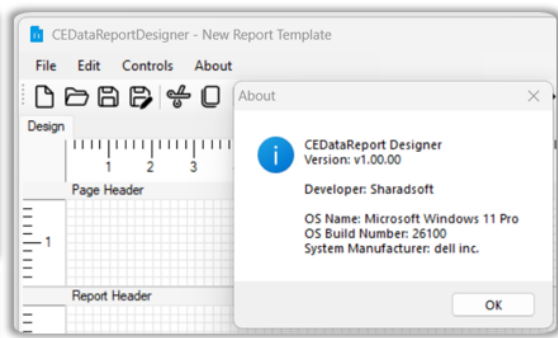 CEDataReportDesigner - New Report Template
File Edit Controls About
About
Design
1 2 3
Page Header
1
Report Header
CEDataReport Designer
Version: v1.00.00
Developer: Sharadsoft
OS Name: Microsoft Windows 11 Pro
OS Build Number: 26100
System Manufacturer: dell inc.
OK